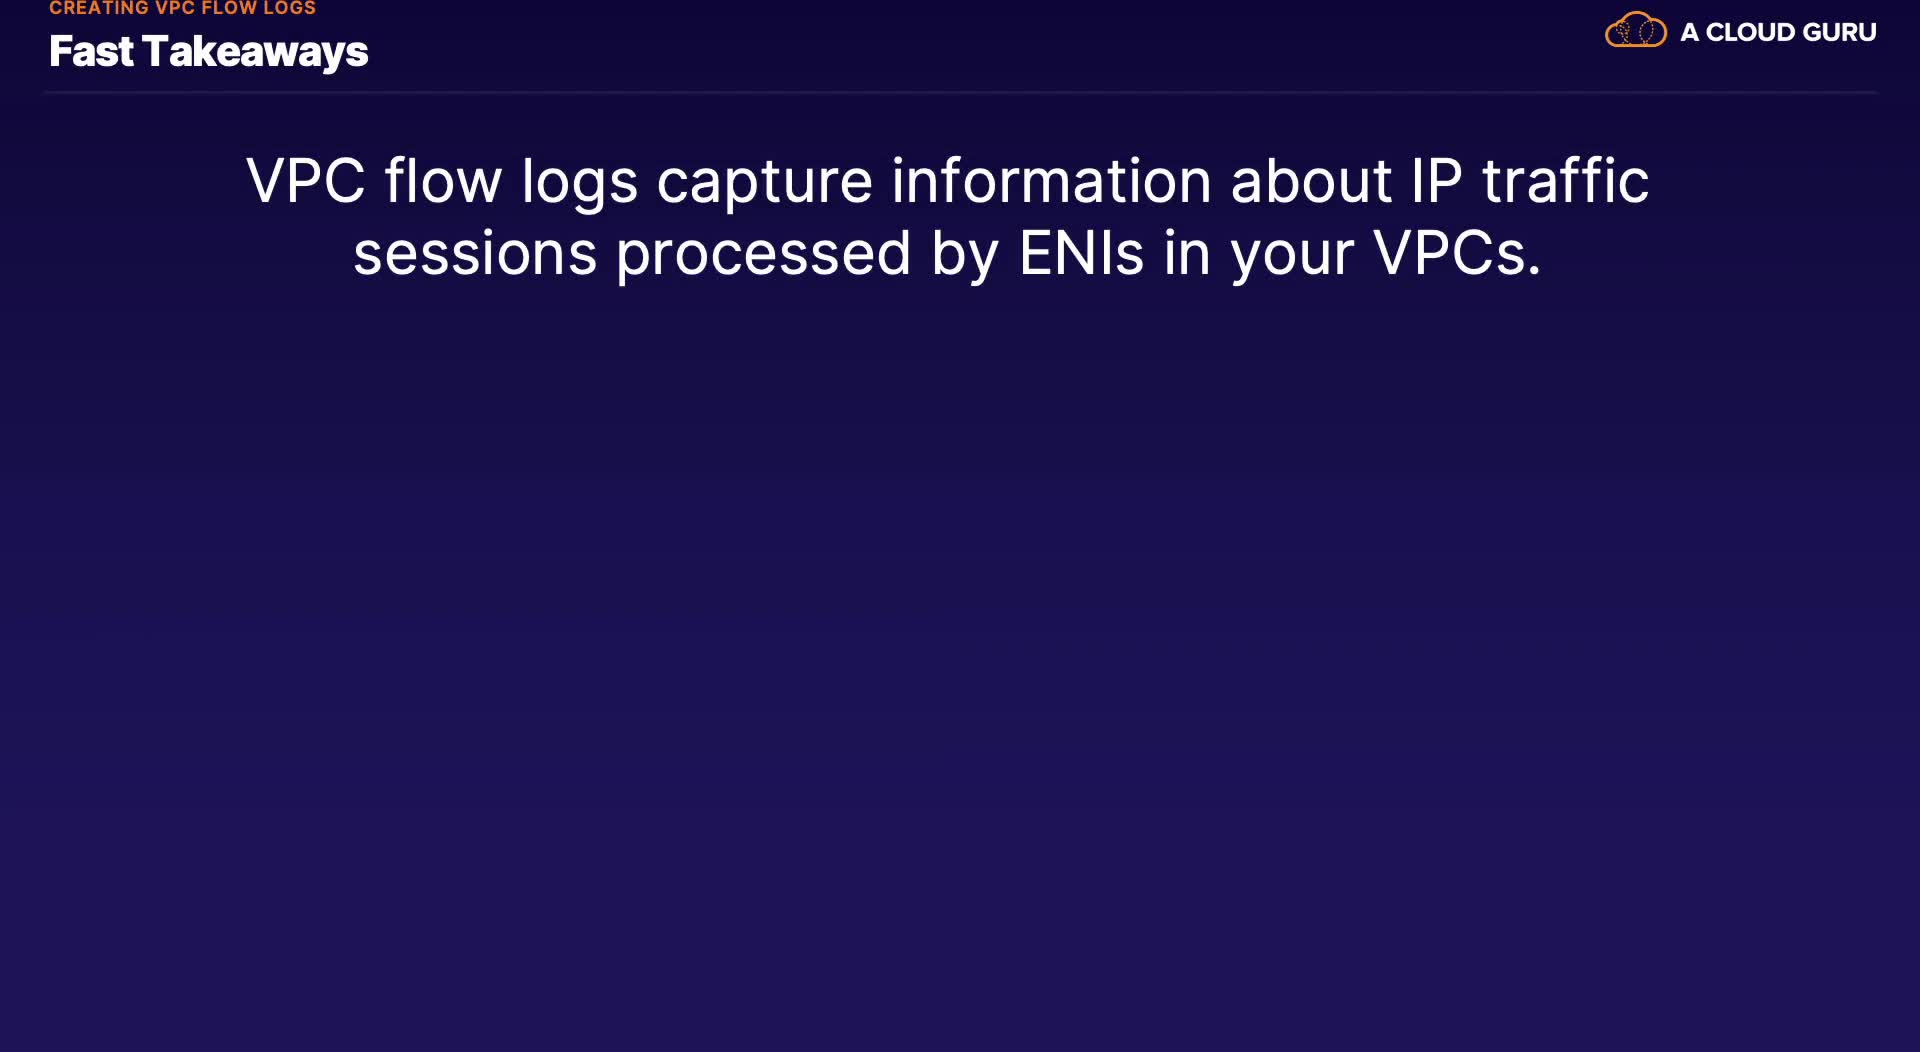 CREATING VPC FLOW LOGS
Fast Takeaways
A CLOUD GURU
VPC flow logs capture information about IP traffic
sessions processed by ENIs in your VPCs.